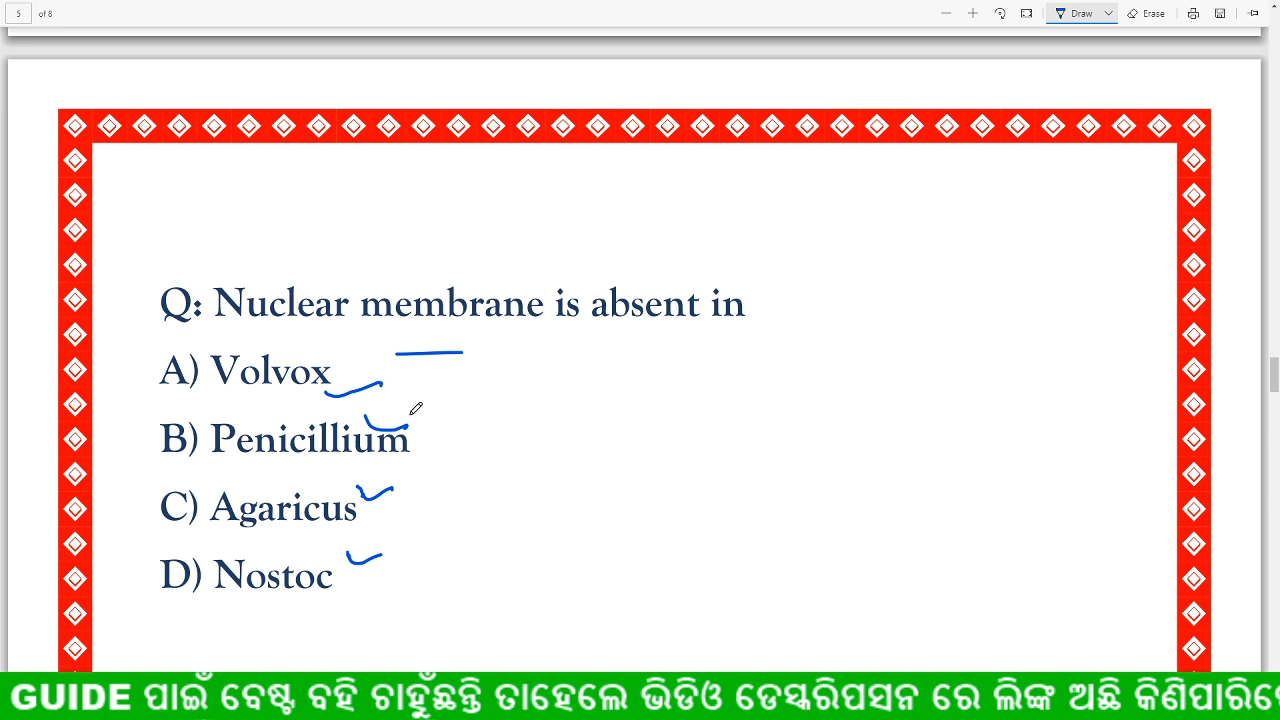 5 of 8
Draw
Erase
Q: Nuclear membrane is absent in
A) Volvox
B) Penicillium
C) Agaricus
D) Nostoc
GUIDE ପାଇଁ ବେଷ୍ଟ ବହି ଚାହୁଁଛନ୍ତି ତାହେଲେ ଭିଡିଓ ଡେସ୍କରିପସନ ରେ ଲିଙ୍କ ଅଛି